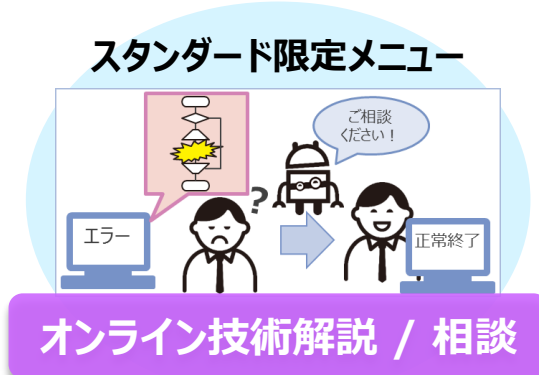 スタンダード限定メニュー
ご相談
ください！
?
エラー
正常終了
オンライン技術解説 / 相談